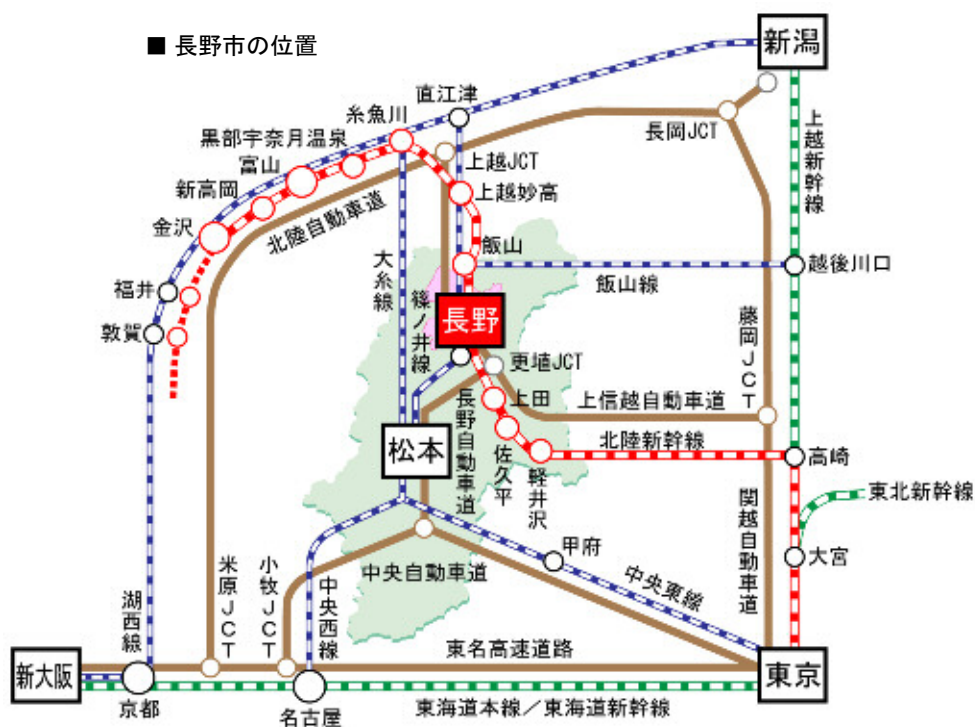 ■ 長野市の位置
新潟
直江津
糸魚川
長岡JCT
上越新幹線
黒部宇奈月温泉
富山
上越JCT
新高岡
上越妙高
金沢
北陸自動車道
飯山
越後川口
大糸線
飯山線
福井
篠ノ井線
長野
藤岡JCT
敦賀
更埴JCT
上田
上信越自動車道
長野自動車道
北陸新幹線
松本
佐久平
軽井沢
高崎
東北新幹線
関越自動車道
甲府
大宮
中央自動車道
中央東線
米原JCT
小牧JCT
中央西線
湖西線
東名高速道路
新大阪
東京
京都
名古屋
東海道本線／東海道新幹線